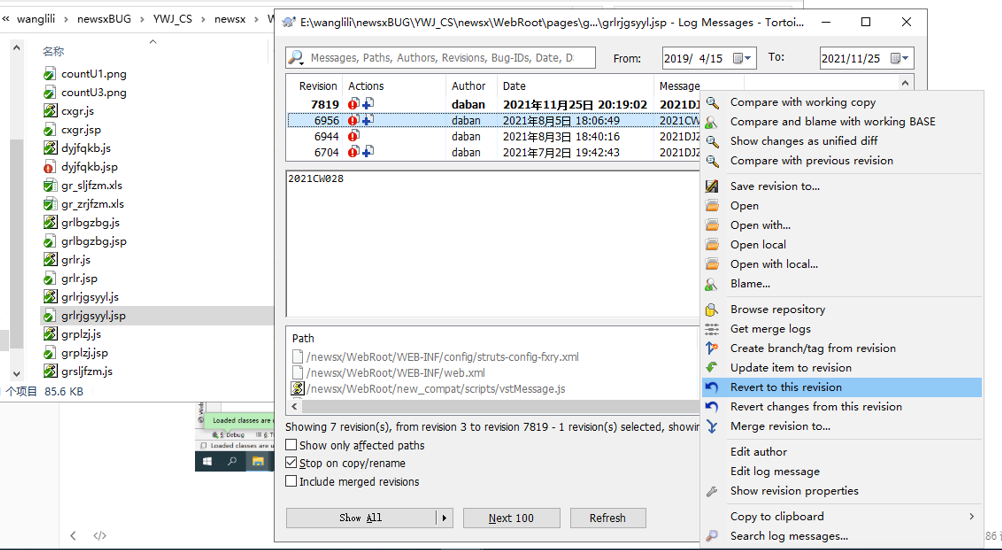 « wanglili › newsxBUG › YWJ_CS › newsx › W
名称
countU1.png
countU3.png
cxgr.js
cxgr.jsp
dyjfqkb.js
dyjfqkb.jsp
gr_sljfzm.xls
gr_zrjfzm.xls
grlbgzbg.js
grlbgzbg.jsp
grlr.js
grlr.jsp
grlrjgsyyl.js
grlrjgsyyl.jsp
grplzj.js
grplzj.jsp
grsljfzm.js
个项目 85.6 KB
Loaded classes are u
Debug
Loaded classes are u
</>
E:\wanglili\newsxBUG\YWJ_CS\newsx\WebRoot\pages\g...\grlrjgsyyl.jsp - Log Messages - Tortoi...
Messages, Paths, Authors, Revisions, Bug-IDs, Date, D:
From: 2019/ 4/15 To: 2021/11/25
Revision Actions Author Date Message
7819 daban 2021年11月25日 20:19:02 2021DJ
6956 daban 2021年8月5日 18:06:49 2021CW
6944 daban 2021年8月3日 18:40:16 2021DJZ
6704 daban 2021年7月2日 19:42:43 2021DJZ
2021CW028
Path
/newsx/WebRoot/WEB-INF/config/struts-config-fxry.xml
/newsx/WebRoot/WEB-INF/web.xml
/newsx/WebRoot/new_compat/scripts/vstMessage.js
Showing 7 revision(s), from revision 3 to revision 7819 - 1 revision(s) selected, showin
Show only affected paths
Stop on copy/rename
Include merged revisions
Show All
Next 100
Refresh
Compare with working copy
Compare and blame with working BASE
Show changes as unified diff
Compare with previous revision
Save revision to...
Open
Open with...
Open local
Open with local...
Blame...
Browse repository
Get merge logs
Create branch/tag from revision
Update item to revision
Revert to this revision
Revert changes from this revision
Merge revision to...
Edit author
Edit log message
Show revision properties
Copy to clipboard
Search log messages...